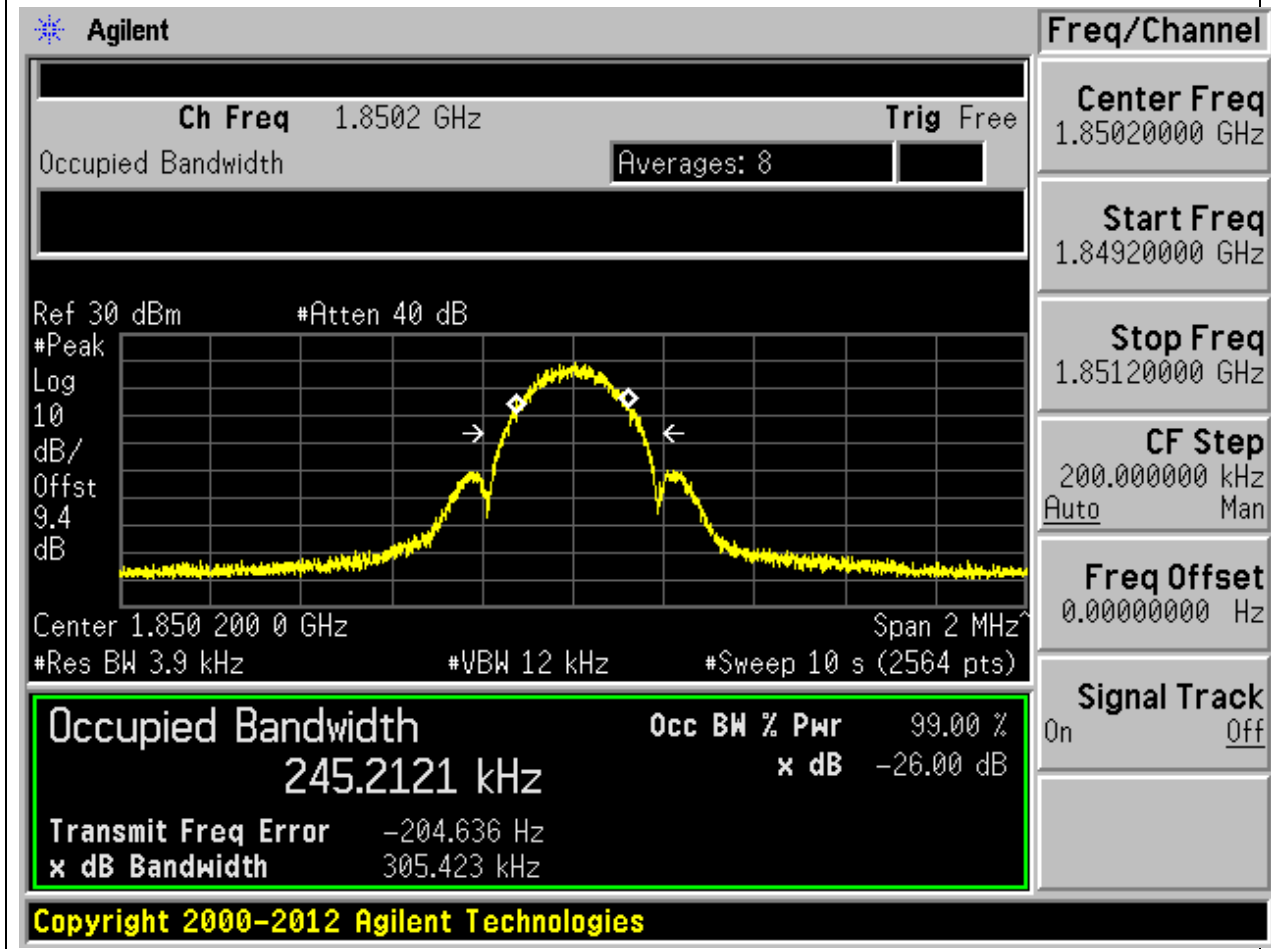 Agilent
Freq/Channel
Ch Freq 1.8502 GHz Trig Free
Occupied Bandwidth Averages: 8
Center Freq
1.85020000 GHz
Start Freq
1.84920000 GHz
Stop Freq
1.85120000 GHz
CF Step
200.000000 kHz
Auto Man
Freq Offset
0.00000000 Hz
Signal Track
On Off
Ref 30 dBm #Atten 40 dB
#Peak
Log
10
dB/
Offst
9.4
dB
Center 1.850 200 0 GHz Span 2 MHz^
#Res BW 3.9 kHz #VBW 12 kHz #Sweep 10 s (2564 pts)
Occupied Bandwidth
245.2121 kHz
Occ BW % Pwr 99.00 %
x dB -26.00 dB
Transmit Freq Error -204.636 Hz
x dB Bandwidth 305.423 kHz
Copyright 2000-2012 Agilent Technologies